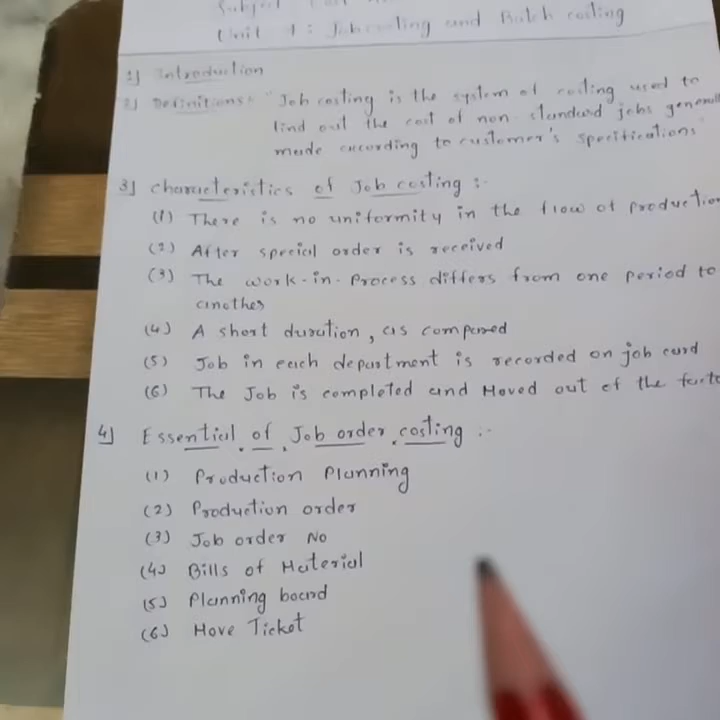 Subject
Unit 1: Job costing and Batch costing
1) Introduction
2) Definitions: "Job costing is the system of costing used to
find out the cost of non-standard jobs generall
made according to customer's specifications"
3) Characteristics of Job costing :-
(1) There is no uniformity in the flow of production
(2) After special order is received
(3) The work-in-Process differs from one period to
another
(4) A short duration, as compared
(5) Job in each department is recorded on job card
(6) The Job is completed and Moved out of the facto
4) Essential of Job order costing :-
(1) Production Planning
(2) Production order
(3) Job order No
(4) Bills of Material
(5) Planning board
(6) Move Ticket